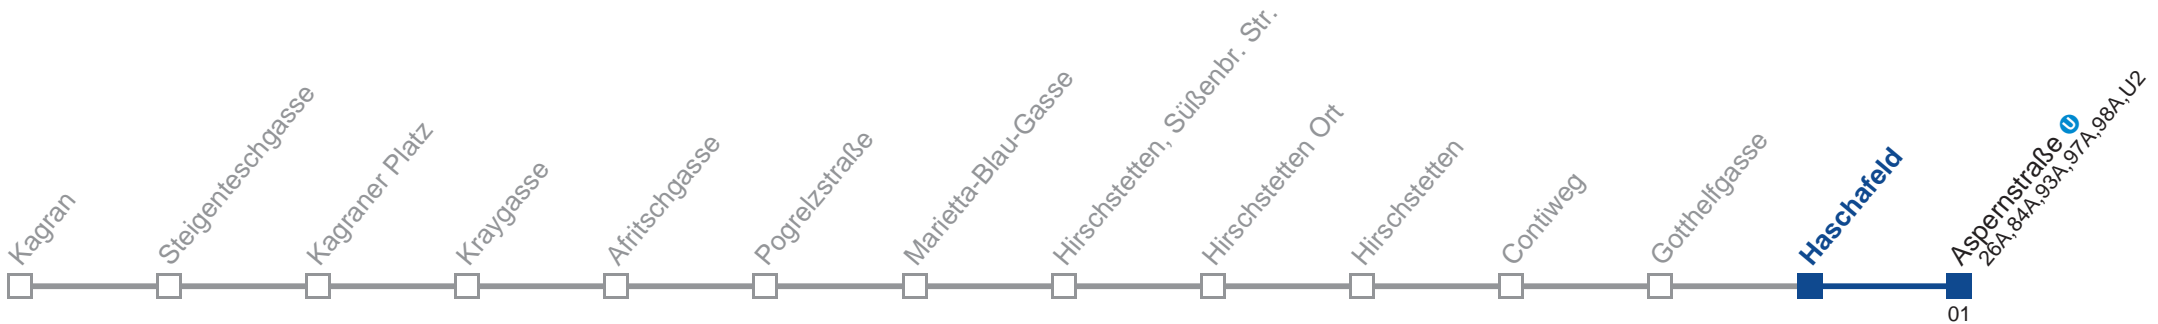 Kagran
Steigenteschgasse
Kagraner Platz
Kraygasse
Afritschgasse
Pogrelzstraße
Marietta-Blau-Gasse
Hirschstetten, Süßenbr. Str.
Hirschstetten Ort
Hirschstetten
Contiweg
Gotthelfgasse
Haschafeld
Aspernstraße U
26A,84A,93A,97A,98A,U2
01